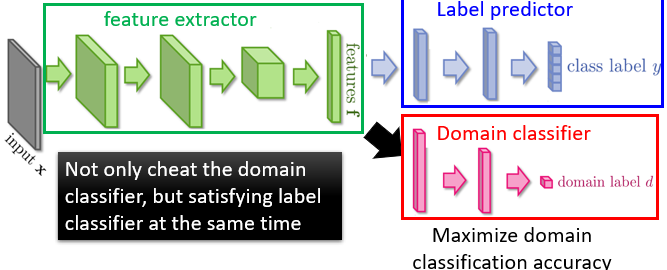 feature extractor
Label predictor
input x
features f
class label y
Domain classifier
domain label d
Not only cheat the domain
classifier, but satisfying label
classifier at the same time
Maximize domain
classification accuracy